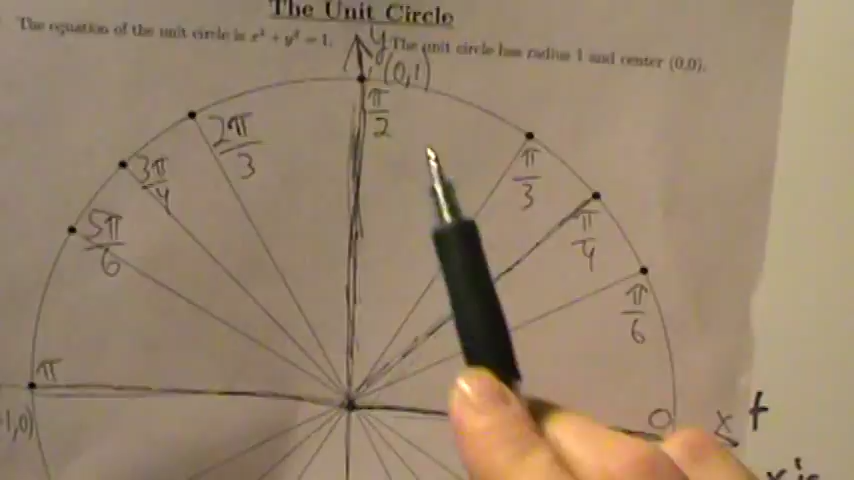 The Unit Circle
The equation of the unit circle is x² + y² = 1. The unit circle has radius 1 and center (0,0).
y
(0,1)
π/2
2π/3
3π/4
5π/6
π
π/3
π/4
π/6
0
x